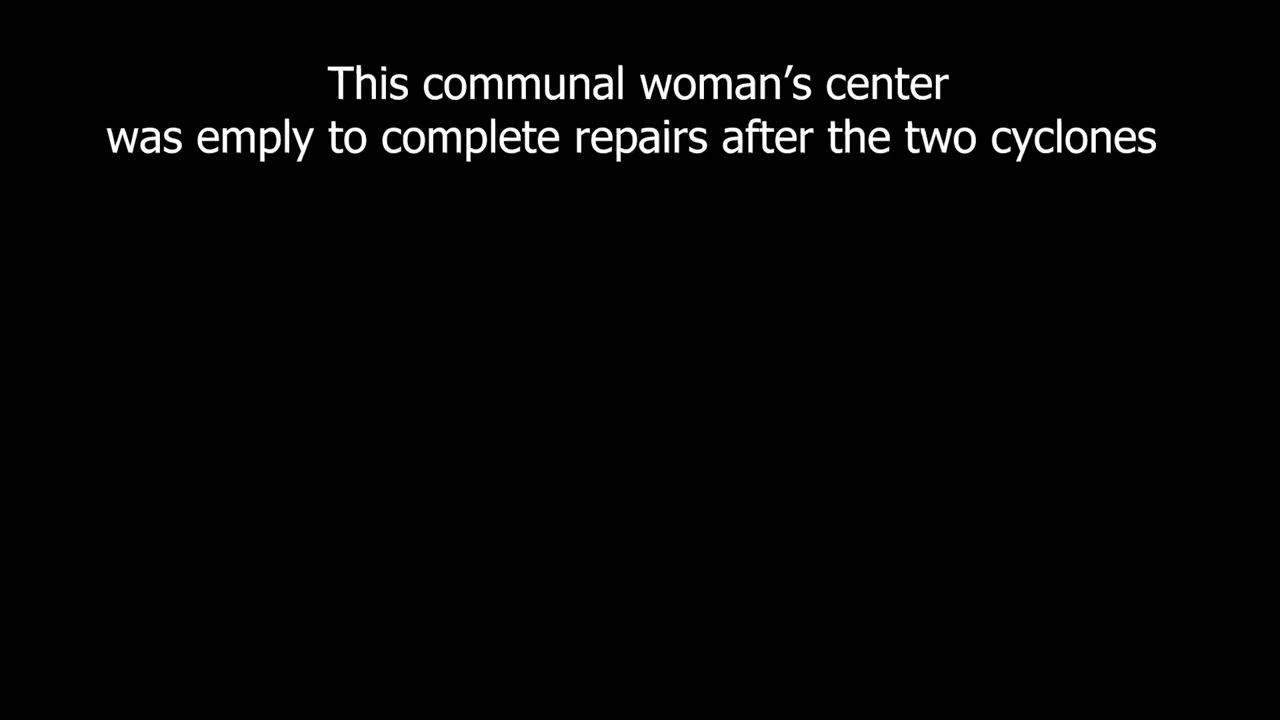 This communal woman’s center
was emply to complete repairs after the two cyclones